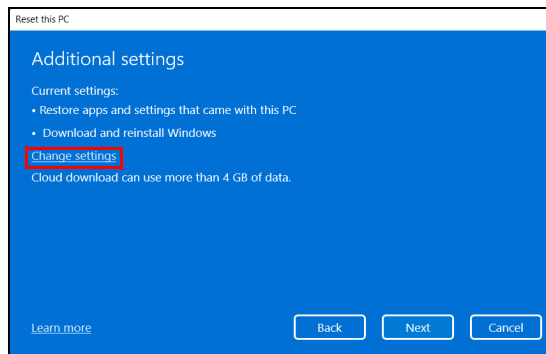 Reset this PC
Additional settings
Current settings:
• Restore apps and settings that came with this PC
• Download and reinstall Windows
Change settings
Cloud download can use more than 4 GB of data.
Learn more
Back
Next
Cancel